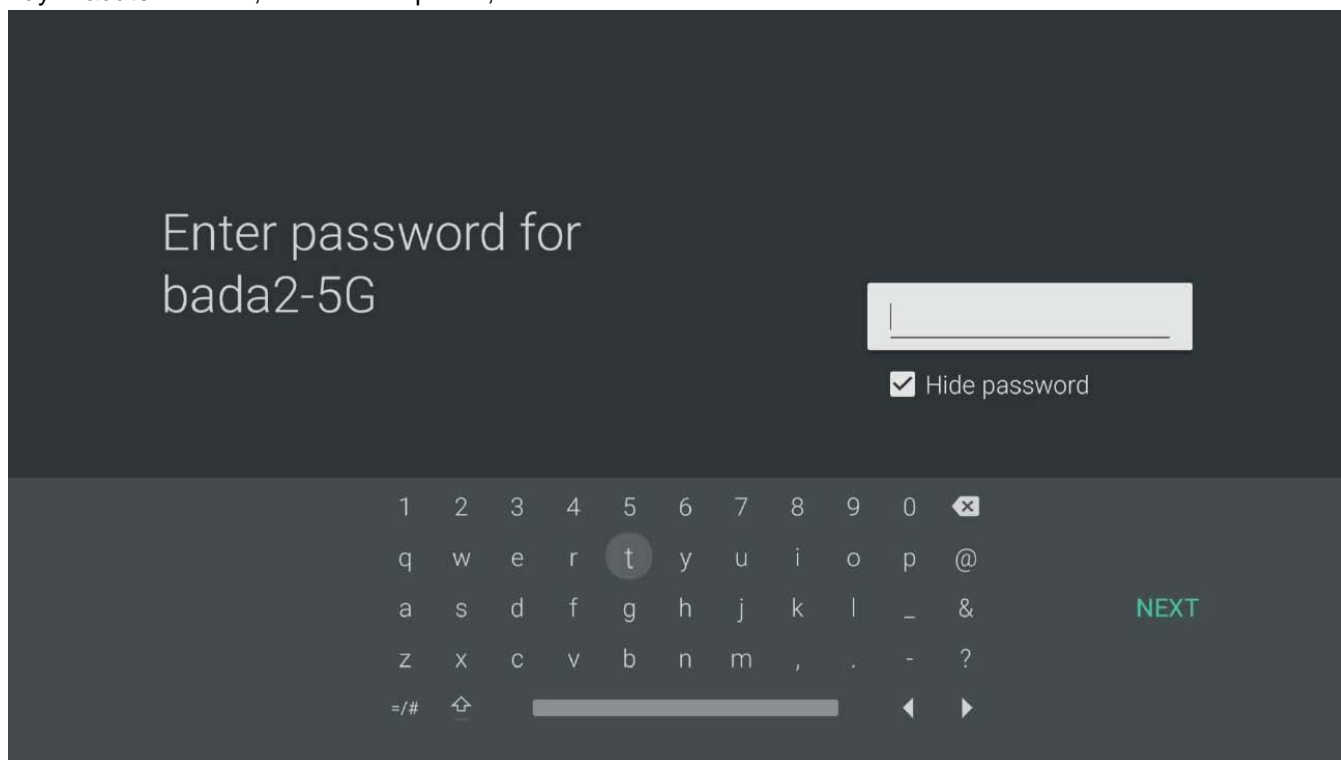 Enter password for
bada2-5G
Hide password
1 2 3 4 5 6 7 8 9 0
q w e r t y u i o p @
a s d f g h j k l _ &
NEXT
z x c v b n m , . - ?
=/#